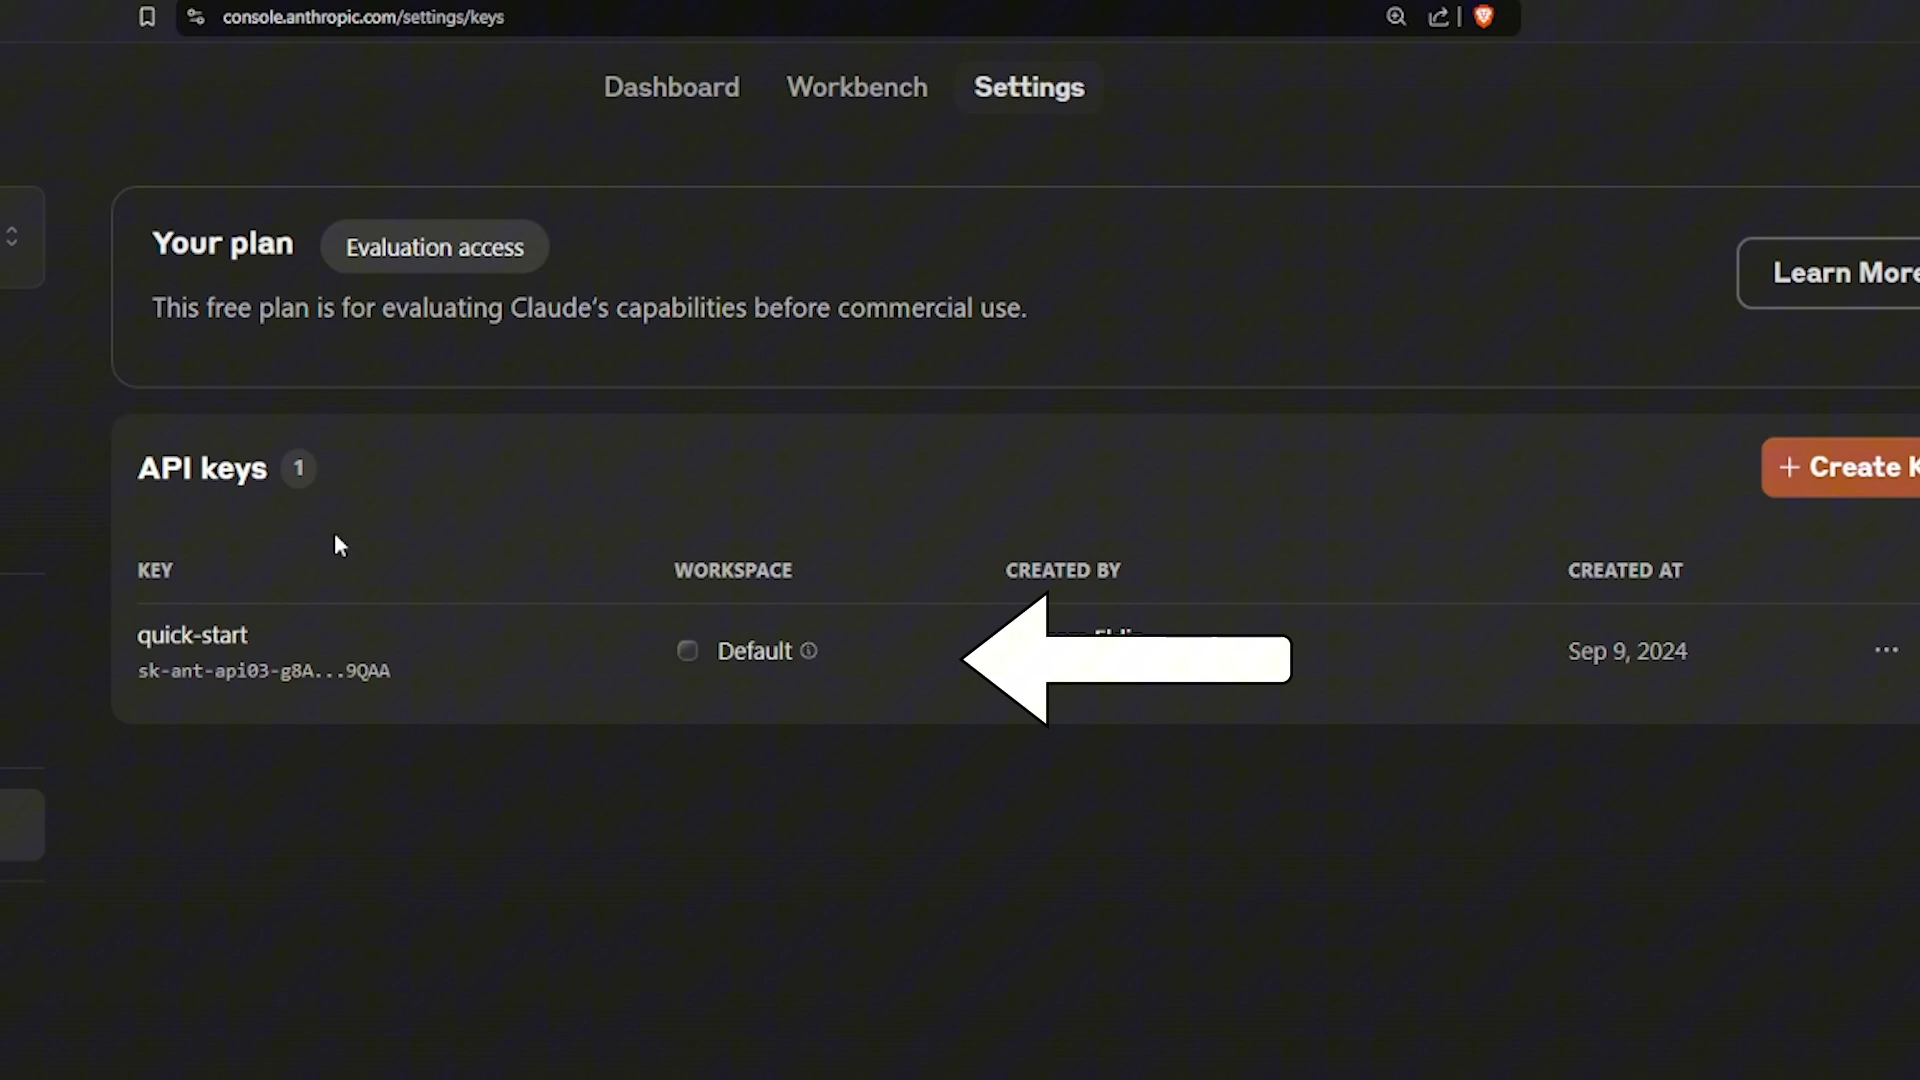 console.anthropic.com/settings/keys
Dashboard Workbench Settings
Your plan Evaluation access
Learn More
This free plan is for evaluating Claude's capabilities before commercial use.
API keys 1
+ Create
KEY WORKSPACE CREATED BY CREATED AT
quick-start
Default Sep 9, 2024
sk-ant-api03-g8A...9QAA